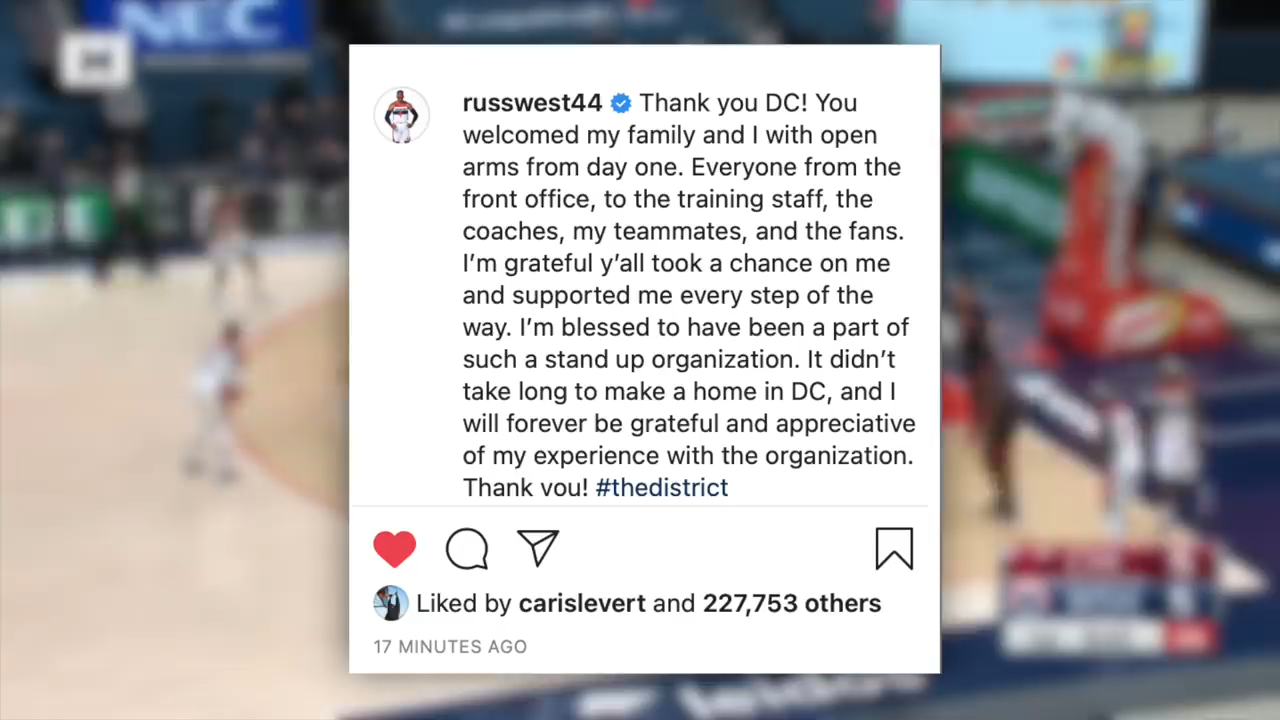 NEC
russwest44 Thank you DC! You
welcomed my family and I with open
arms from day one. Everyone from the
front office, to the training staff, the
coaches, my teammates, and the fans.
I’m grateful y’all took a chance on me
and supported me every step of the
way. I’m blessed to have been a part of
such a stand up organization. It didn’t
take long to make a home in DC, and I
will forever be grateful and appreciative
of my experience with the organization.
Thank you! #thedistrict
Liked by carislevert and 227,753 others
17 MINUTES AGO